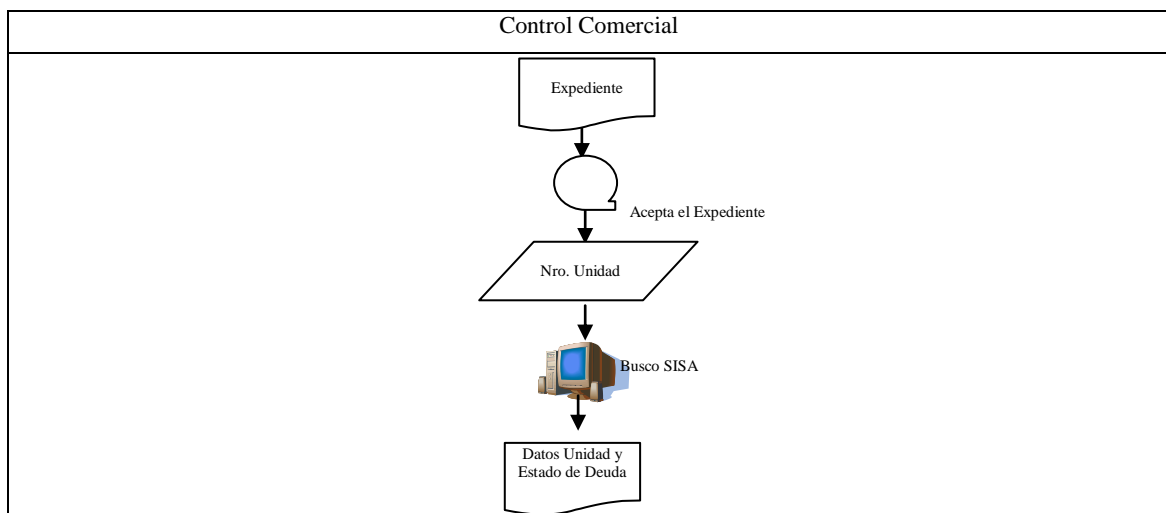 Control Comercial
Expediente
Acepta el Expediente
Nro. Unidad
Busco SISA
Datos Unidad y
Estado de Deuda